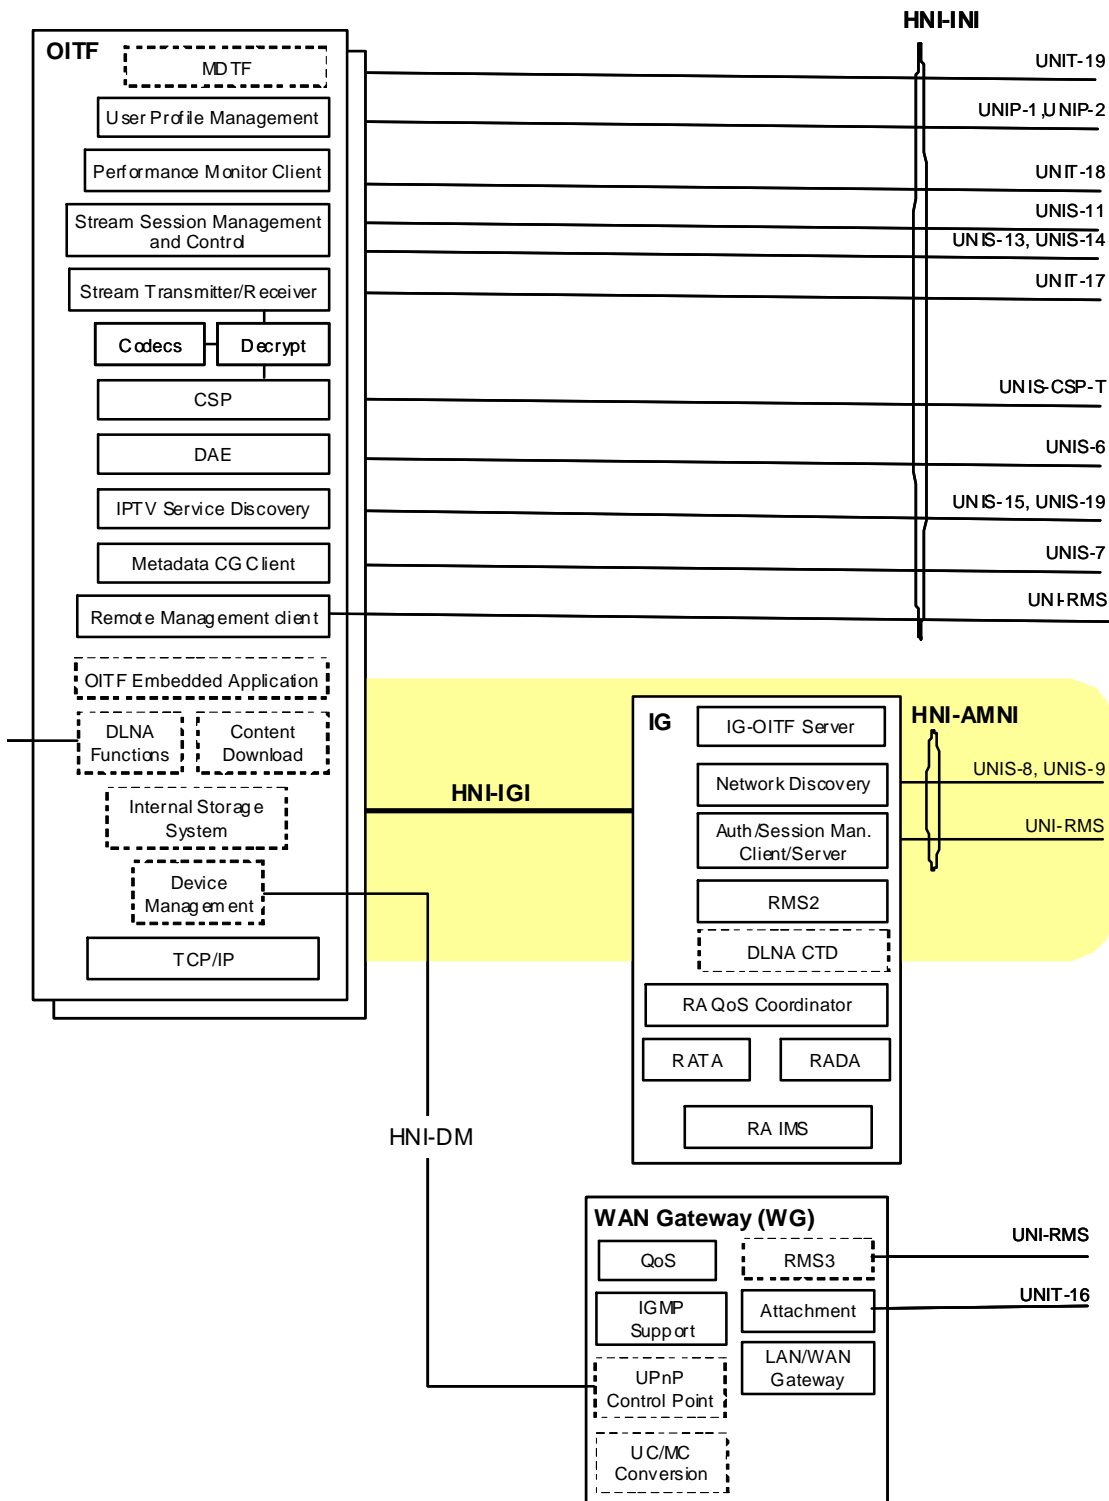 HNI-INI
OITF
MDTF
UNIT-19
User Profile Management
UNIP-1, UNIP-2
Performance Monitor Client
UNIT-18
Stream Session Management
and Control
UNIS-11
UNIS-13, UNIS-14
Stream Transmitter/Receiver
UNIT-17
Codecs
Decrypt
CSP
UNIS-CSP-T
DAE
UNIS-6
IPTV Service Discovery
UNIS-15, UNIS-19
Metadata CG Client
UNIS-7
Remote Management client
UNI-RMS
OITF Embedded Application
DLNA
Functions
Content
Download
Internal Storage
System
Device
Management
TCP/IP
HNI-IGI
IG
IG-OITF Server
HNI-AMNI
Network Discovery
UNIS-8, UNIS-9
Auth/Session Man.
Client/Server
UNI-RMS
RMS2
DLNA CTD
RA QoS Coordinator
RATA
RADA
RA IMS
HNI-DM
WAN Gateway (WG)
QoS
RMS3
UNI-RMS
IGMP
Support
Attachment
UNIT-16
LAN/WAN
Gateway
UPnP
Control Point
UC/MC
Conversion